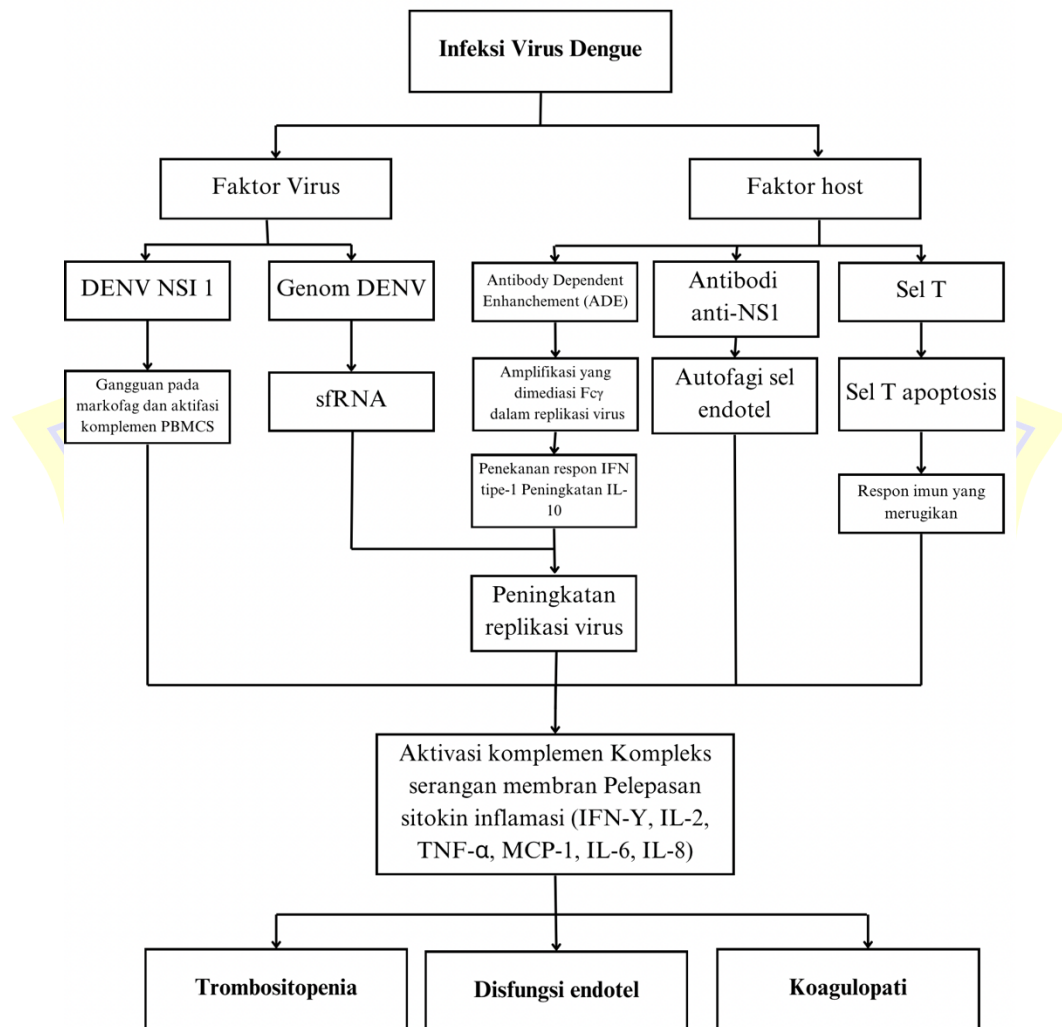 Infeksi Virus Dengue
Faktor Virus
Faktor host
DENV NSI 1
Genom DENV
Antibody Dependent
Enhanchement (ADE)
Antibodi
anti-NS1
Sel T
Gangguan pada
markofag dan aktifasi
komplemen PBMCS
sfRNA
Amplifikasi yang
dimediasi Fcγ
dalam replikasi virus
Autofagi sel
endotel
Sel T apoptosis
Penekanan respon IFN
tipe-1 Peningkatan IL-
10
Respon imun yang
merugikan
Peningkatan
replikasi virus
Aktivasi komplemen Kompleks
serangan membran Pelepasan
sitokin inflamasi (IFN-Y, IL-2,
TNF-α, MCP-1, IL-6, IL-8)
Trombositopenia
Disfungsi endotel
Koagulopati